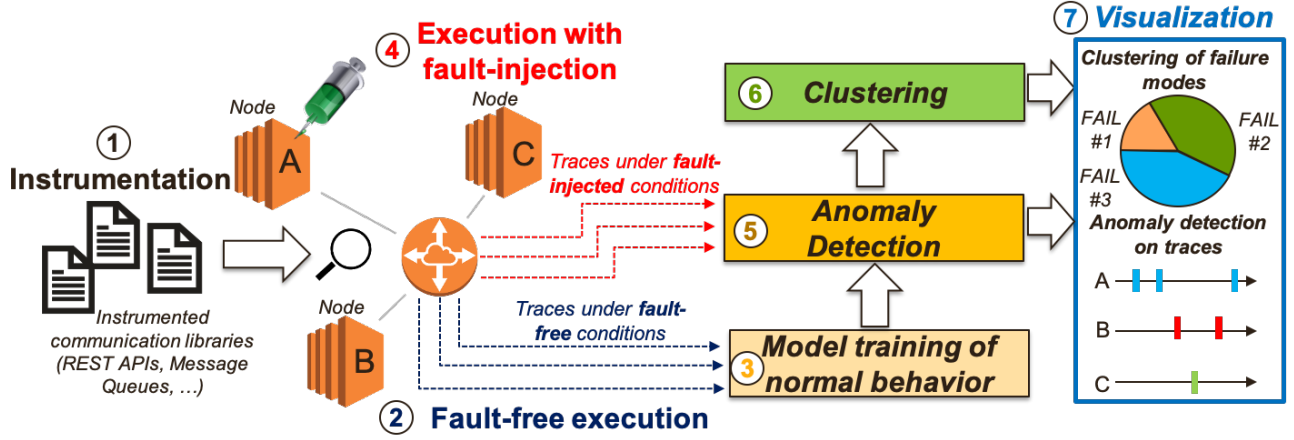 1
Instrumentation
Instrumented
communication libraries
(REST APIs, Message
Queues, …)
4
Execution with
fault-injection
Node
A
Node
C
Node
B
2
Fault-free execution
Traces under fault-
injected conditions
Traces under fault-
free conditions
3
Model training of
normal behavior
5
Anomaly
Detection
6
Clustering
7
Visualization
Clustering of failure
modes
FAIL
#1
FAIL
#2
FAIL
#3
Anomaly detection
on traces
A
B
C